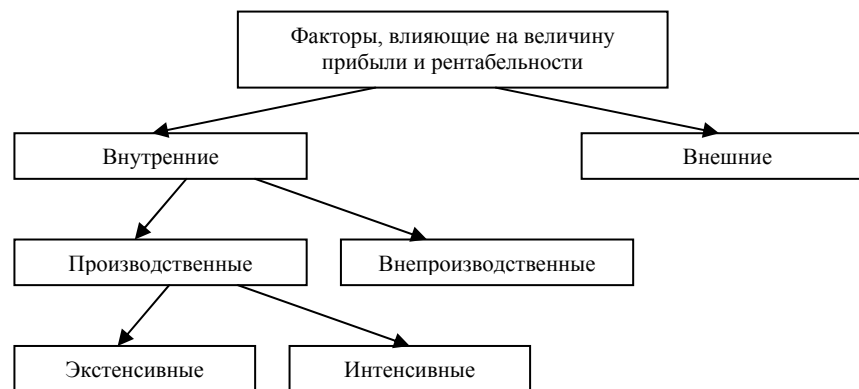 Факторы, влияющие на величину
прибыли и рентабельности
Внутренние
Внешние
Производственные
Внепроизводственные
Экстенсивные
Интенсивные